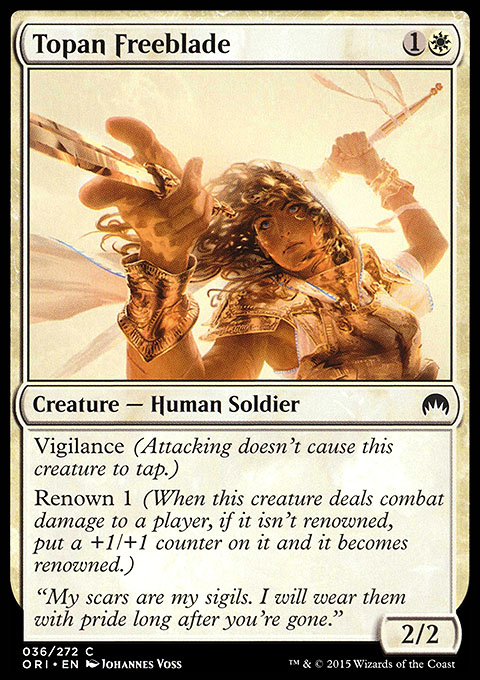 Topan Freeblade 1
Creature — Human Soldier
Vigilance (Attacking doesn't cause this
creature to tap.)
Renown 1 (When this creature deals combat
damage to a player, if it isn't renowned,
put a +1/+1 counter on it and it becomes
renowned.)
“My scars are my sigils. I will wear them
with pride long after you're gone.”
2/2
036/272 C
ORI • EN Johannes Voss
™ & © 2015 Wizards of the Coast